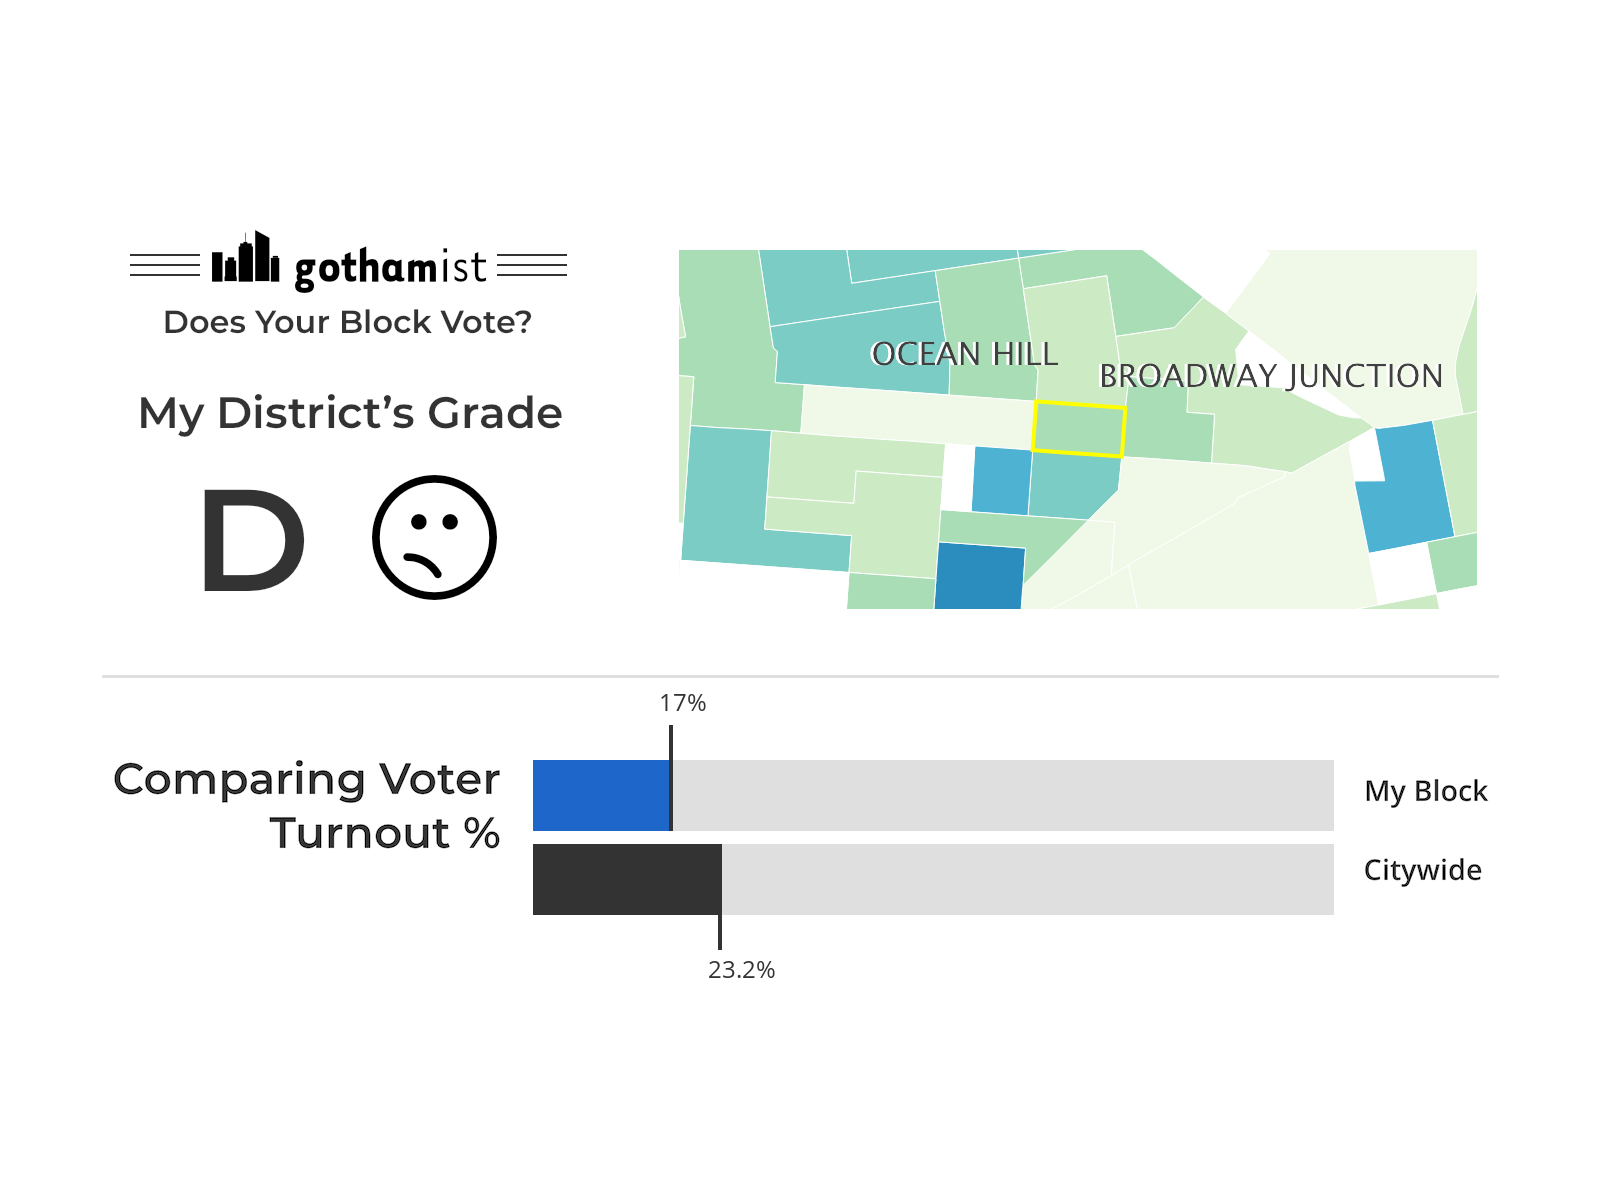 gothamist
Does Your Block Vote?
My District’s Grade
D
OCEAN HILL
BROADWAY JUNCTION
17%
Comparing Voter
Turnout %
My Block
Citywide
23.2%